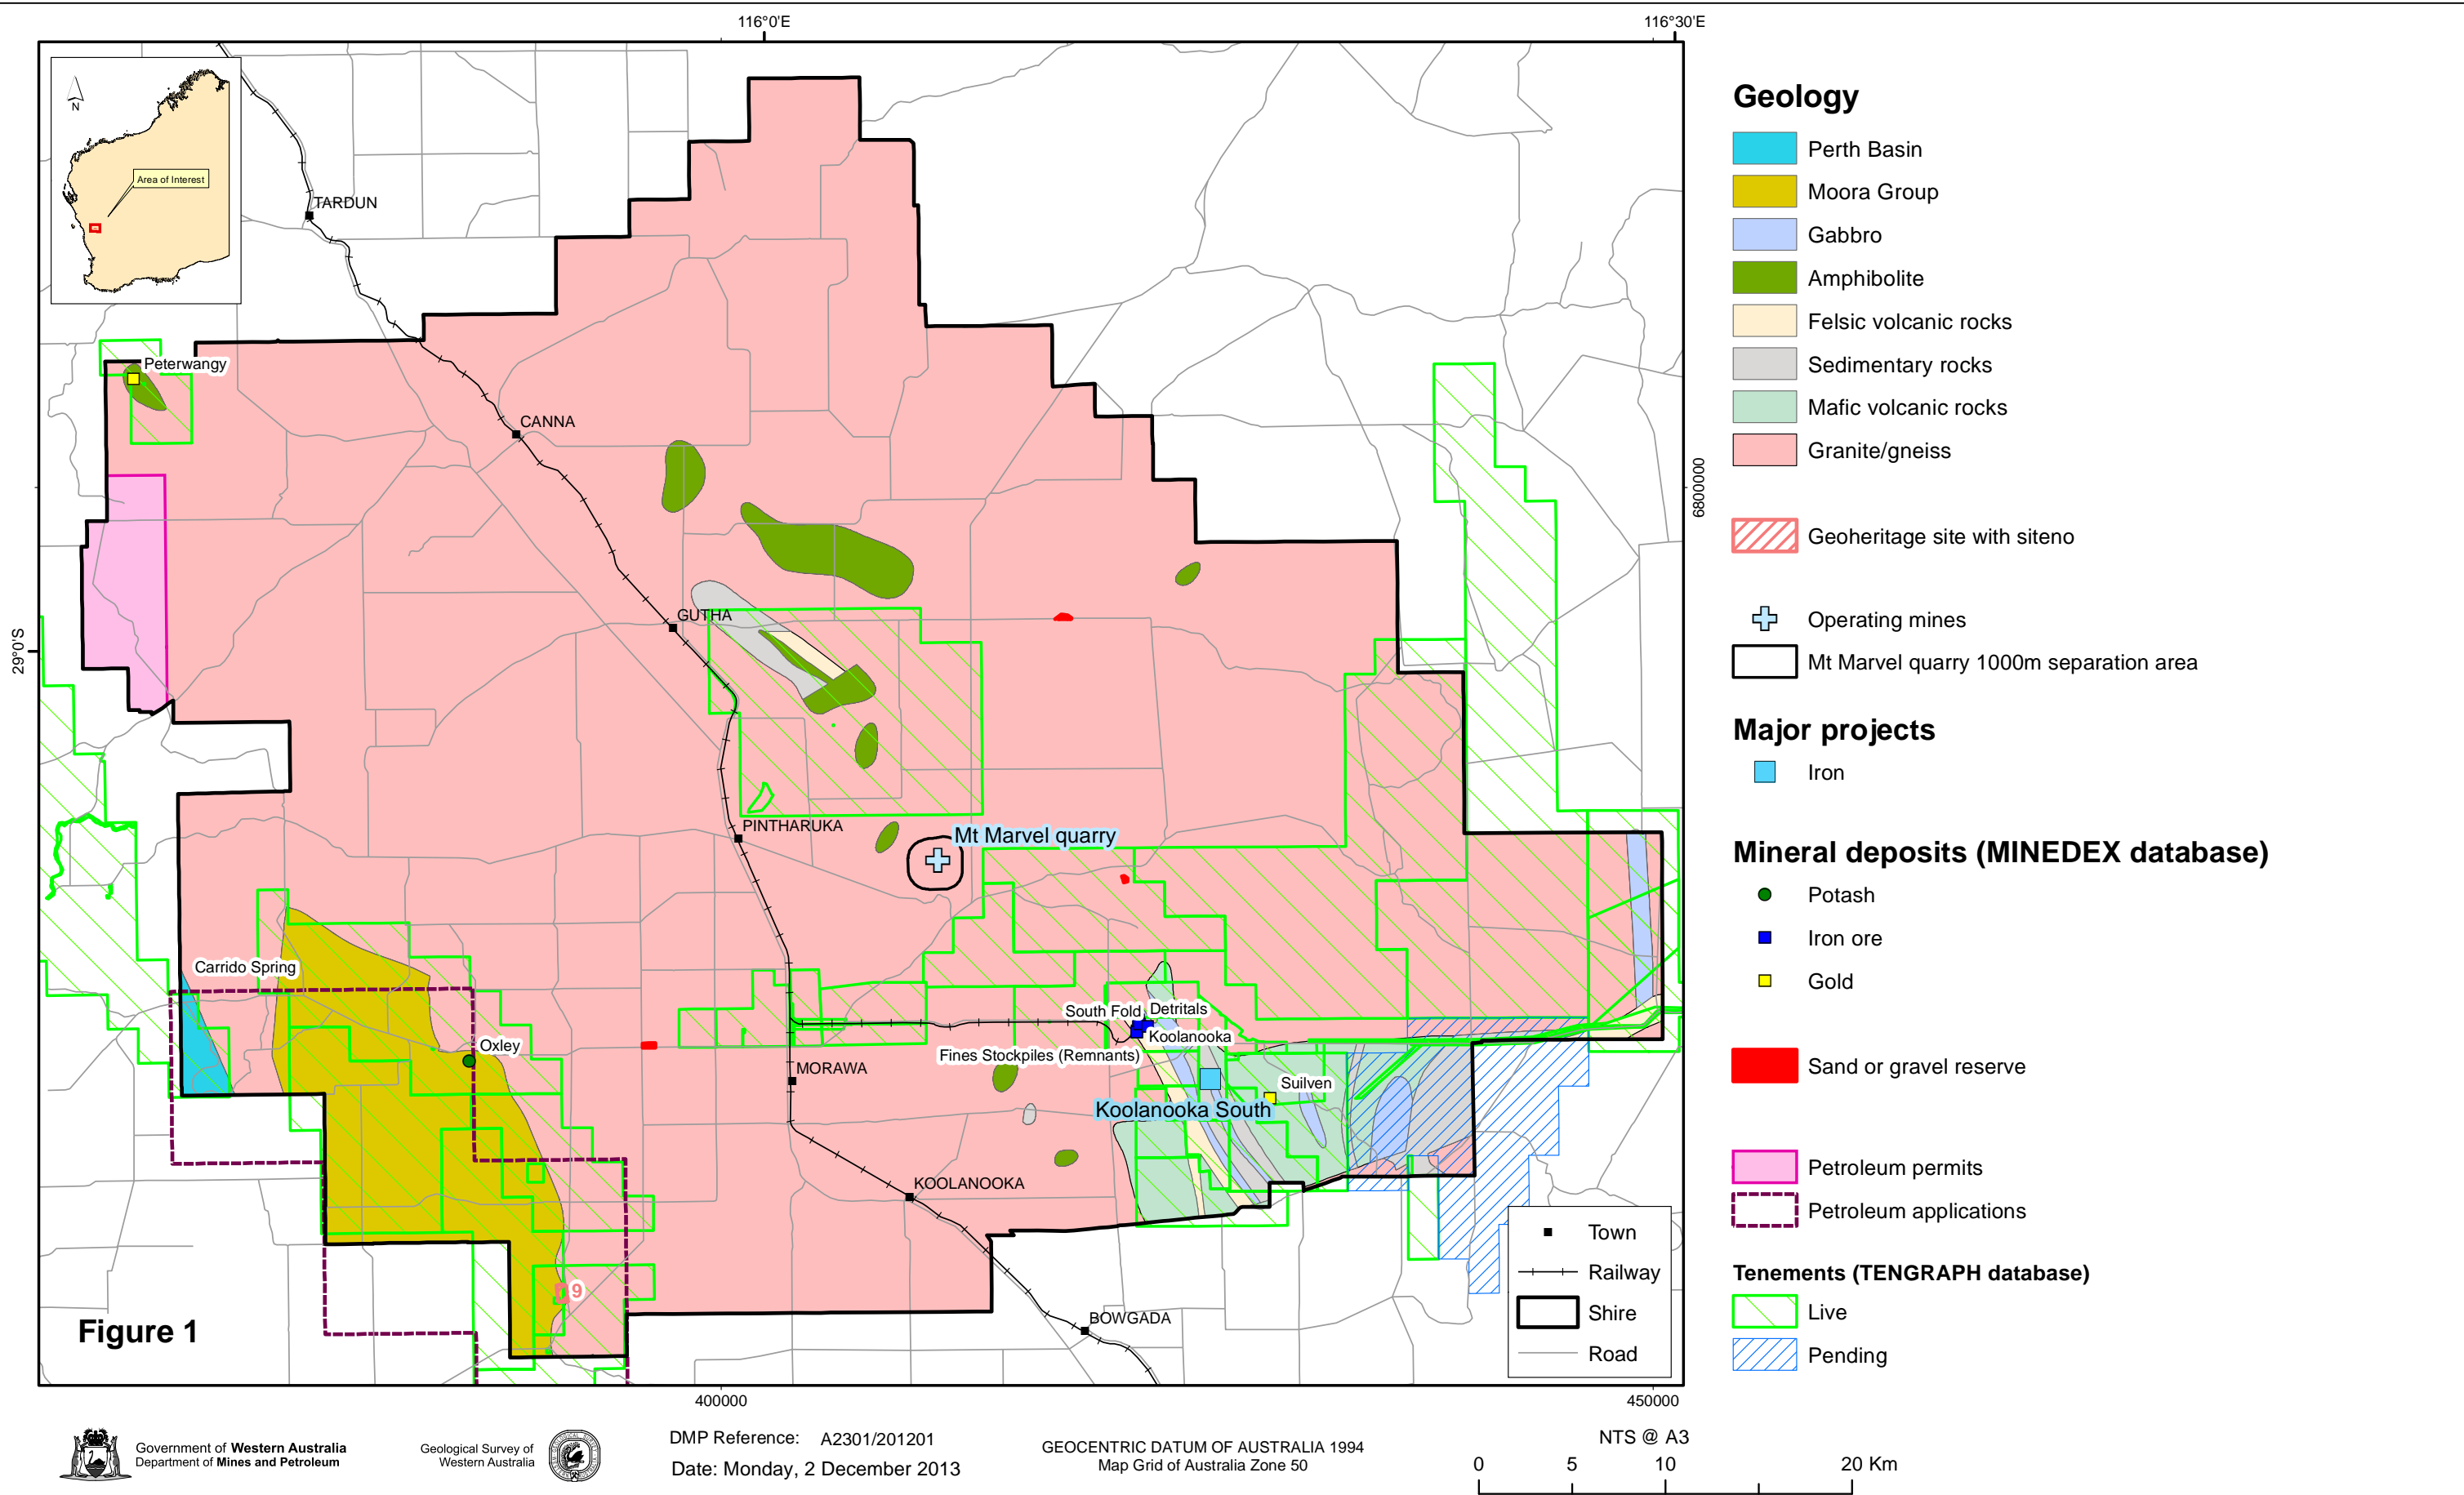 116°0'E
116°30'E
N
Area of Interest
TARDUN
Peterwangy
CANNA
6800000
29°0'S
GUTHA
PINTHARUKA
Mt Marvel quarry
Carrido Spring
Oxley
South Fold
Detritals
Koolanooka
Fines Stockpiles (Remnants)
MORAWA
Suilven
Koolanooka South
KOOLANOOKA
9
BOWGADA
Figure 1
Town
Railway
Shire
Road
400000
450000
Geology
Perth Basin
Moora Group
Gabbro
Amphibolite
Felsic volcanic rocks
Sedimentary rocks
Mafic volcanic rocks
Granite/gneiss
Geoheritage site with siteno
Operating mines
Mt Marvel quarry 1000m separation area
Major projects
Iron
Mineral deposits (MINEDEX database)
Potash
Iron ore
Gold
Sand or gravel reserve
Petroleum permits
Petroleum applications
Tenements (TENGRAPH database)
Live
Pending
Government of Western Australia
Department of Mines and Petroleum
Geological Survey of
Western Australia
DMP Reference: A2301/201201
Date: Monday, 2 December 2013
GEOCENTRIC DATUM OF AUSTRALIA 1994
Map Grid of Australia Zone 50
NTS @ A3
0 5 10 20 Km